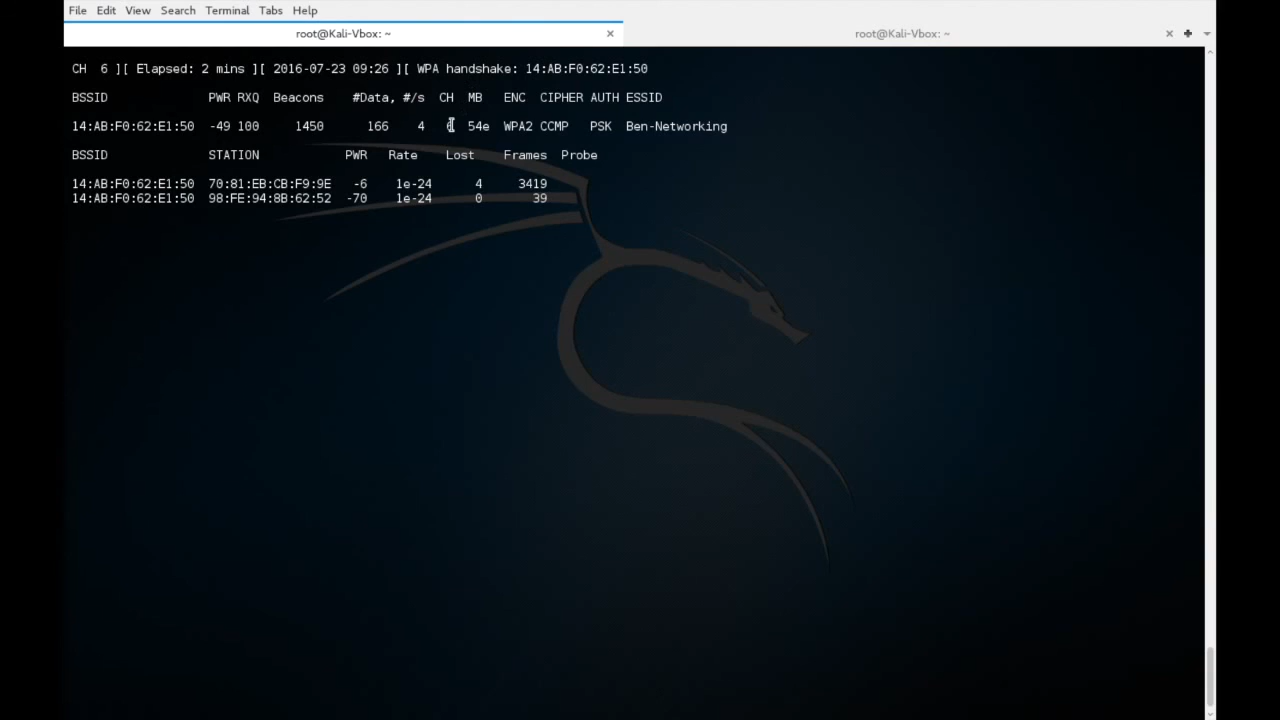 File Edit View Search Terminal Tabs Help
root@Kali-Vbox: ~ root@Kali-Vbox: ~
CH 6 ][ Elapsed: 2 mins ][ 2016-07-23 09:26 ][ WPA handshake: 14:AB:F0:62:E1:50
BSSID PWR RXQ Beacons #Data, #/s CH MB ENC CIPHER AUTH ESSID
14:AB:F0:62:E1:50 -49 100 1450 166 4 54e WPA2 CCMP PSK Ben-Networking
BSSID STATION PWR Rate Lost Frames Probe
14:AB:F0:62:E1:50 70:81:EB:CB:F9:9E -6 1e-24 4 3419
14:AB:F0:62:E1:50 98:FE:94:8B:62:52 -70 1e-24 0 39